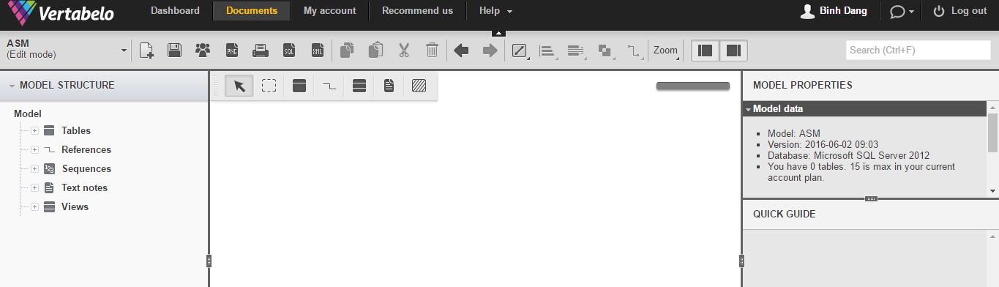 Vertabelo
Dashboard
Documents
My account
Recommend us
Help
Binh Dang
Log out
ASM
(Edit mode)
PNG
SQL
XML
Zoom
Search (Ctrl+F)
MODEL STRUCTURE
Model
Tables
References
123
Sequences
Text notes
Views
MODEL PROPERTIES
Model data
Model: ASM
Version: 2016-06-02 09:03
Database: Microsoft SQL Server 2012
You have 0 tables. 15 is max in your current
account plan.
QUICK GUIDE